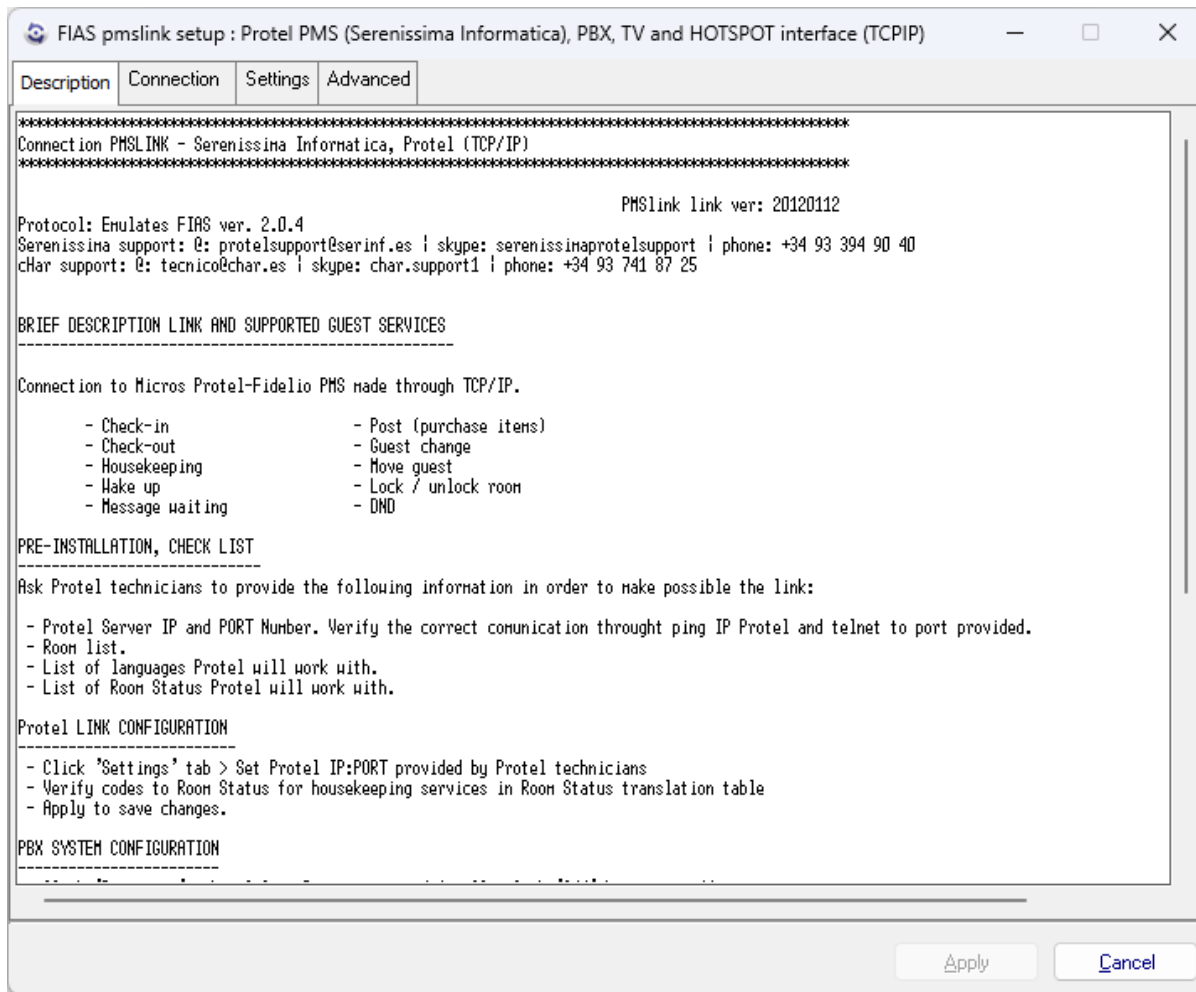 FIAS pmslink setup : Protel PMS (Serenissima Informatica), PBX, TV and HOTSPOT interface (TCPIP)
Description Connection Settings Advanced
***************************************************************************************************
Connection PMSLINK - Serenissima Informatica, Protel (TCP/IP)
***************************************************************************************************
PMSlink link ver: 20120112
Protocol: Emulates FIAS ver. 2.0.4
Serenissima support: @: protelsupport@serinf.es | skype: serenissimaprotelsupport | phone: +34 93 394 90 40
cHar support: @: tecnico@char.es | skype: char.support1 | phone: +34 93 741 87 25
BRIEF DESCRIPTION LINK AND SUPPORTED GUEST SERVICES
----------------------------------------------------
Connection to Micros Protel-Fidelio PMS made through TCP/IP.
- Check-in - Post (purchase items)
- Check-out - Guest change
- Housekeeping - Move guest
- Wake up - Lock / unlock room
- Message waiting - DND
PRE-INSTALLATION, CHECK LIST
-----------------------------
Ask Protel technicians to provide the following information in order to make possible the link:
- Protel Server IP and PORT Number. Verify the correct comunication throught ping IP Protel and telnet to port provided.
- Room list.
- List of languages Protel will work with.
- List of Room Status Protel will work with.
Protel LINK CONFIGURATION
--------------------------
- Click 'Settings' tab > Set Protel IP:PORT provided by Protel technicians
- Verify codes to Room Status for housekeeping services in Room Status translation table
- Apply to save changes.
PBX SYSTEM CONFIGURATION
------------------------
Apply Cancel